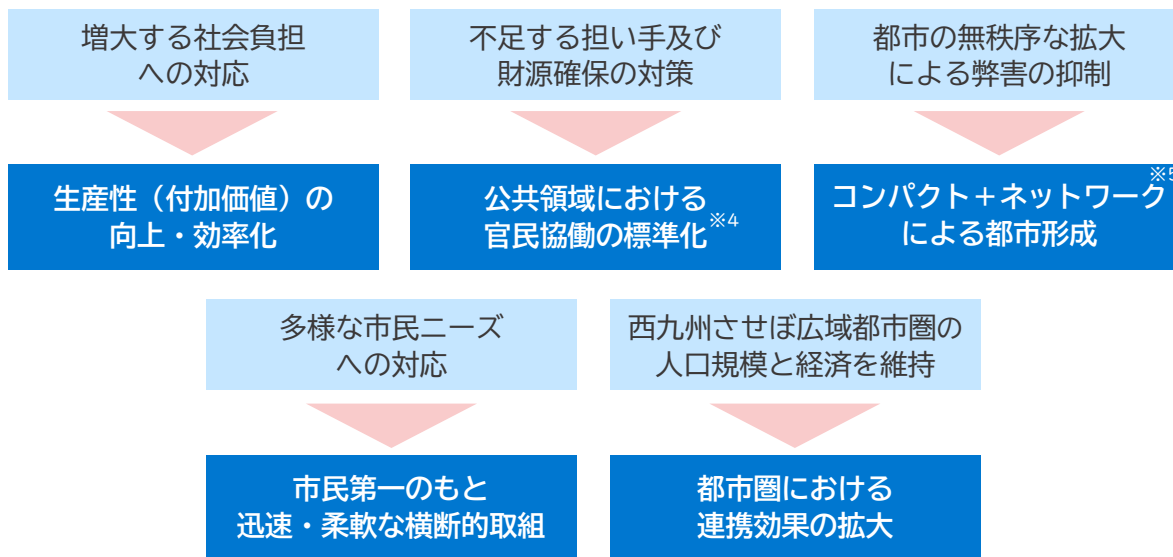 増大する社会負担
への対応
生産性（付加価値）の
向上・効率化
不足する担い手及び
財源確保の対策
公共領域における
官民協働の標準化※4
都市の無秩序な拡大
による弊害の抑制
コンパクト＋ネットワーク※5
による都市形成
多様な市民ニーズ
への対応
市民第一のもと
迅速・柔軟な横断的取組
西九州させぼ広域都市圏の
人口規模と経済を維持
都市圏における
連携効果の拡大